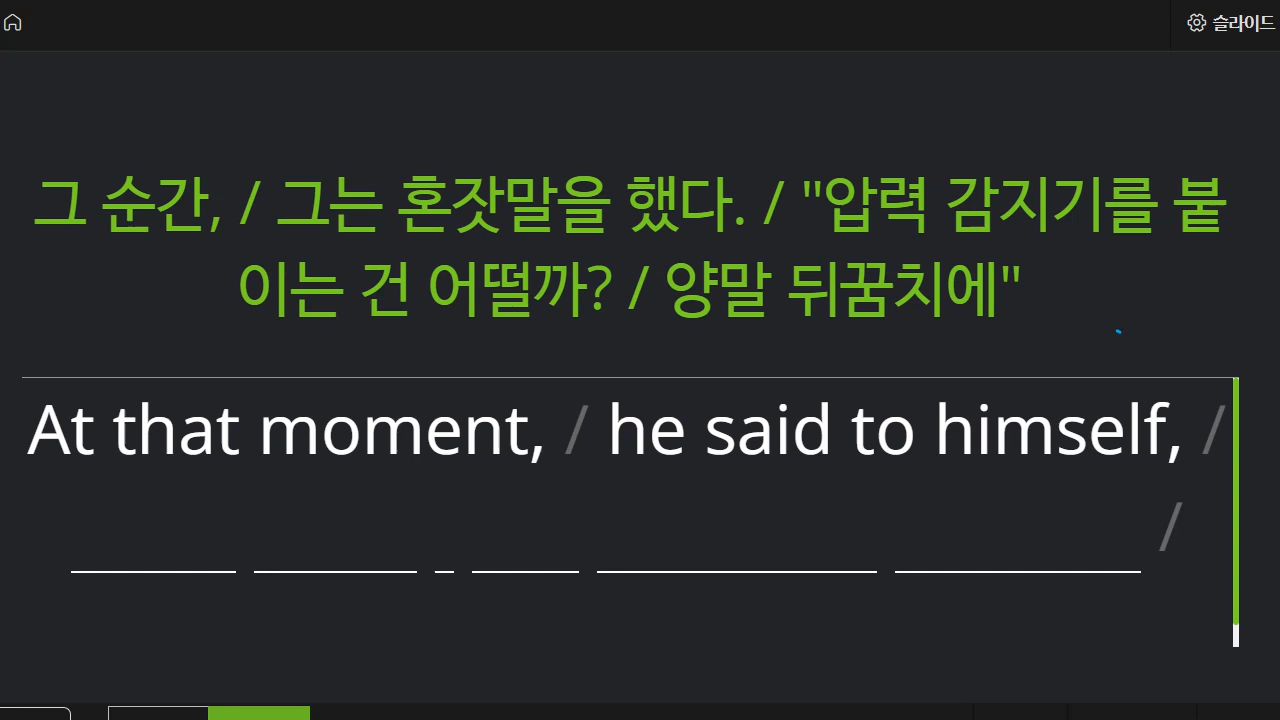 슬라이드
그 순간, / 그는 혼잣말을 했다. / "압력 감지기를 붙
이는 건 어떨까? / 양말 뒤꿈치에"
At that moment, / he said to himself, /
/